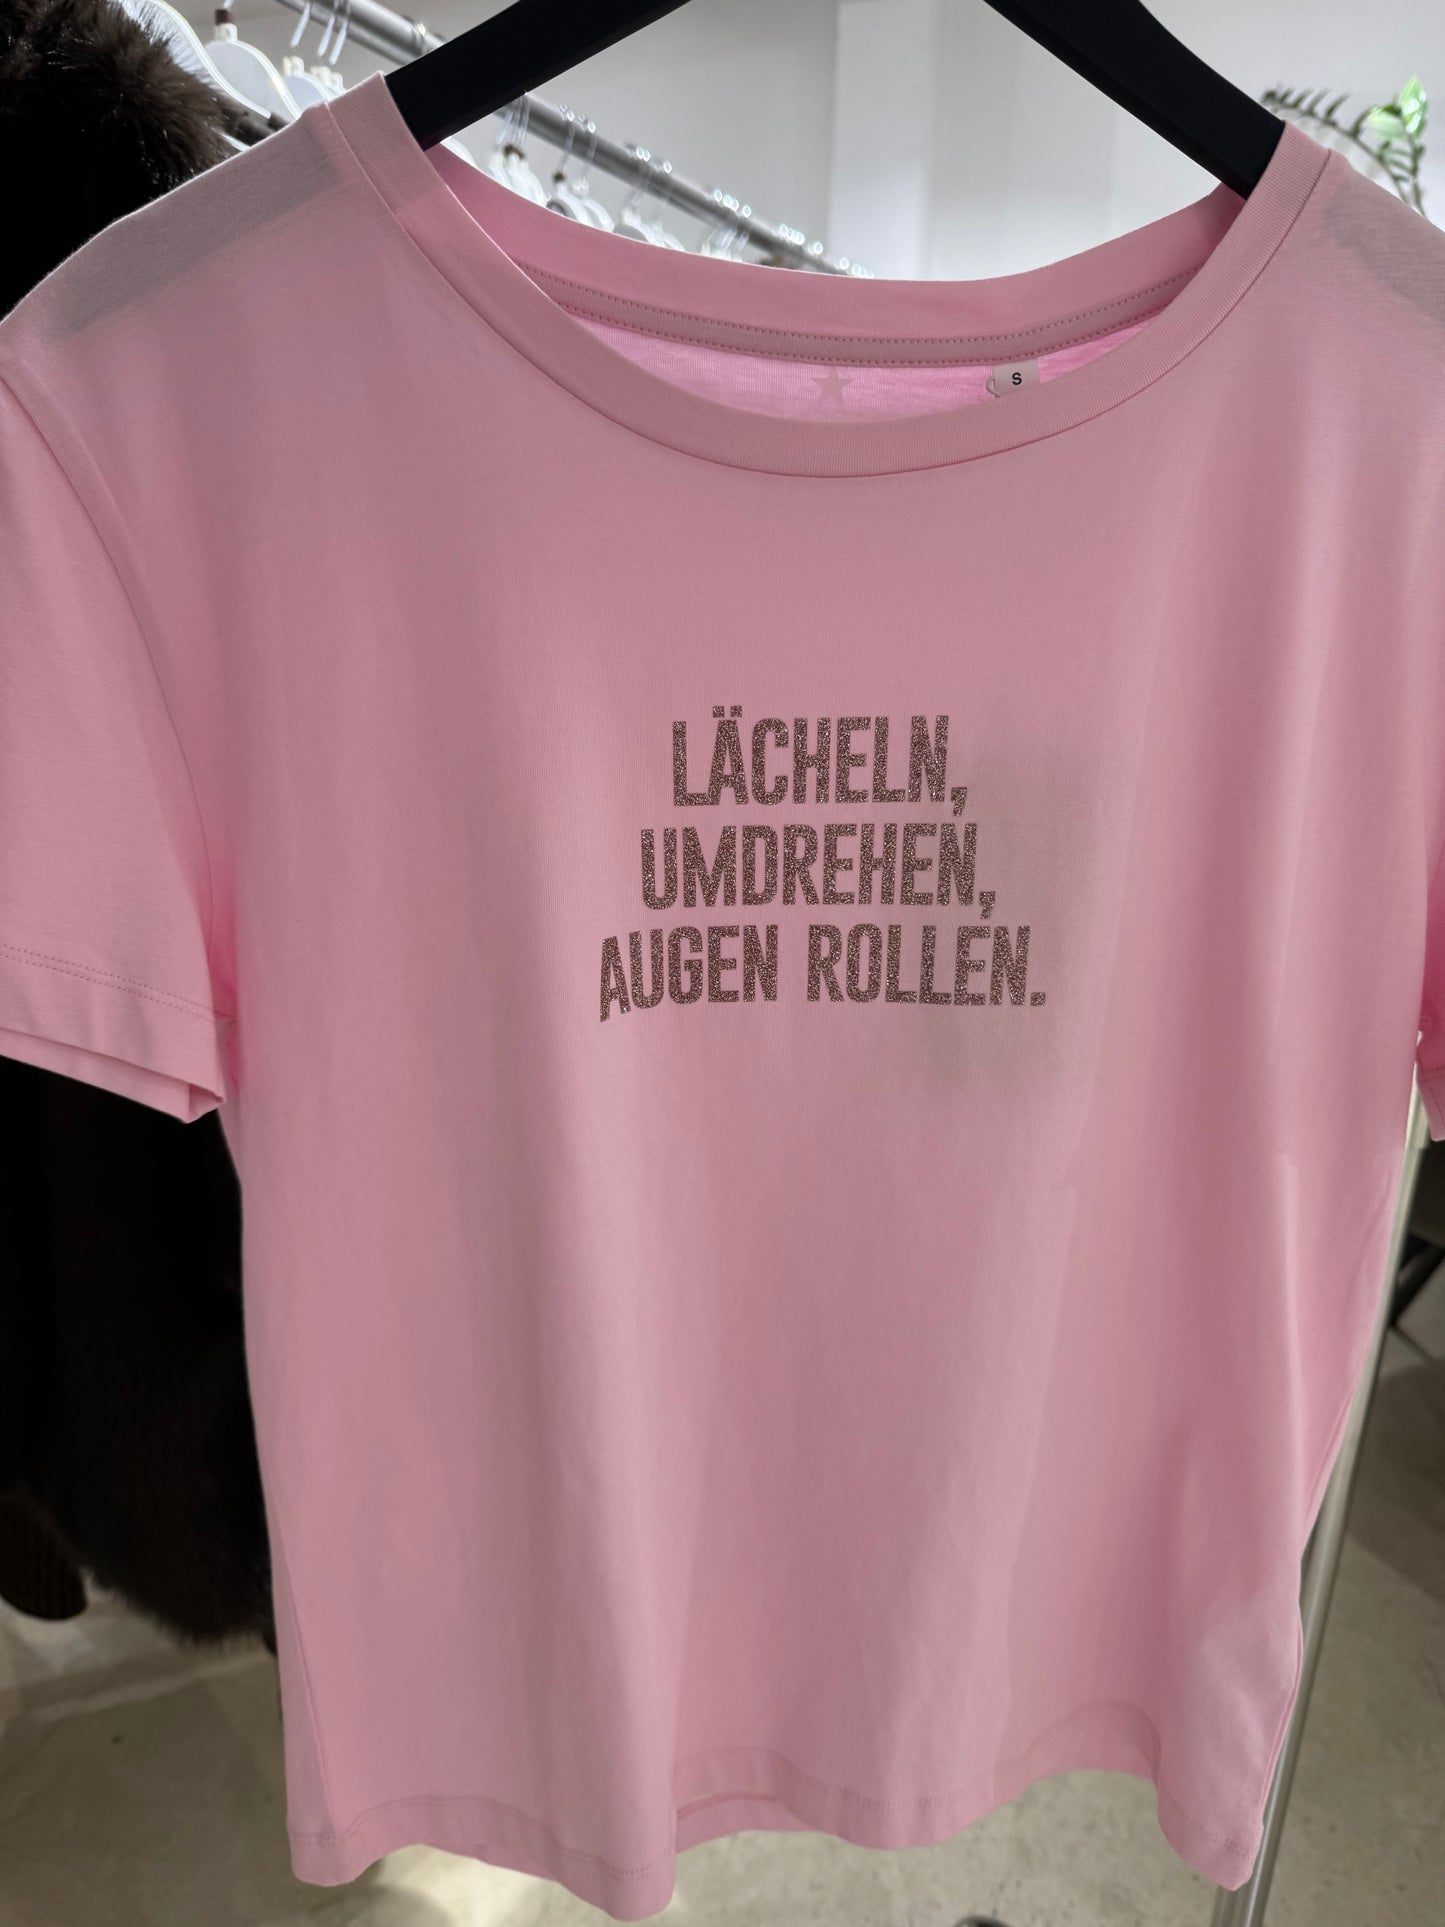 S
LÄCHELN,
UMDREHEN,
AUGEN ROLLEN.